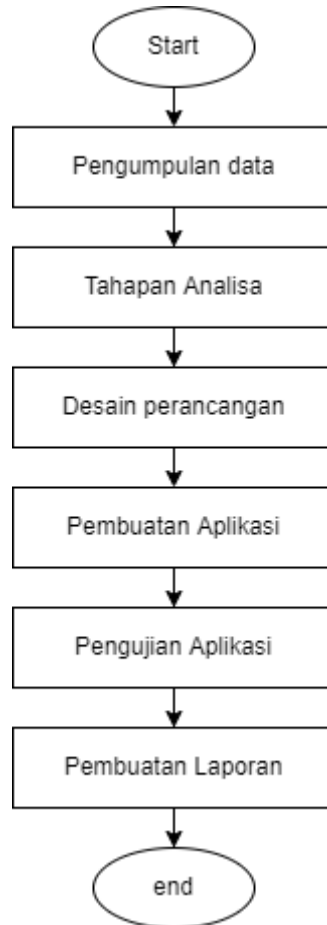 Start
Pengumpulan data
Tahapan Analisa
Desain perancangan
Pembuatan Aplikasi
Pengujian Aplikasi
Pembuatan Laporan
end